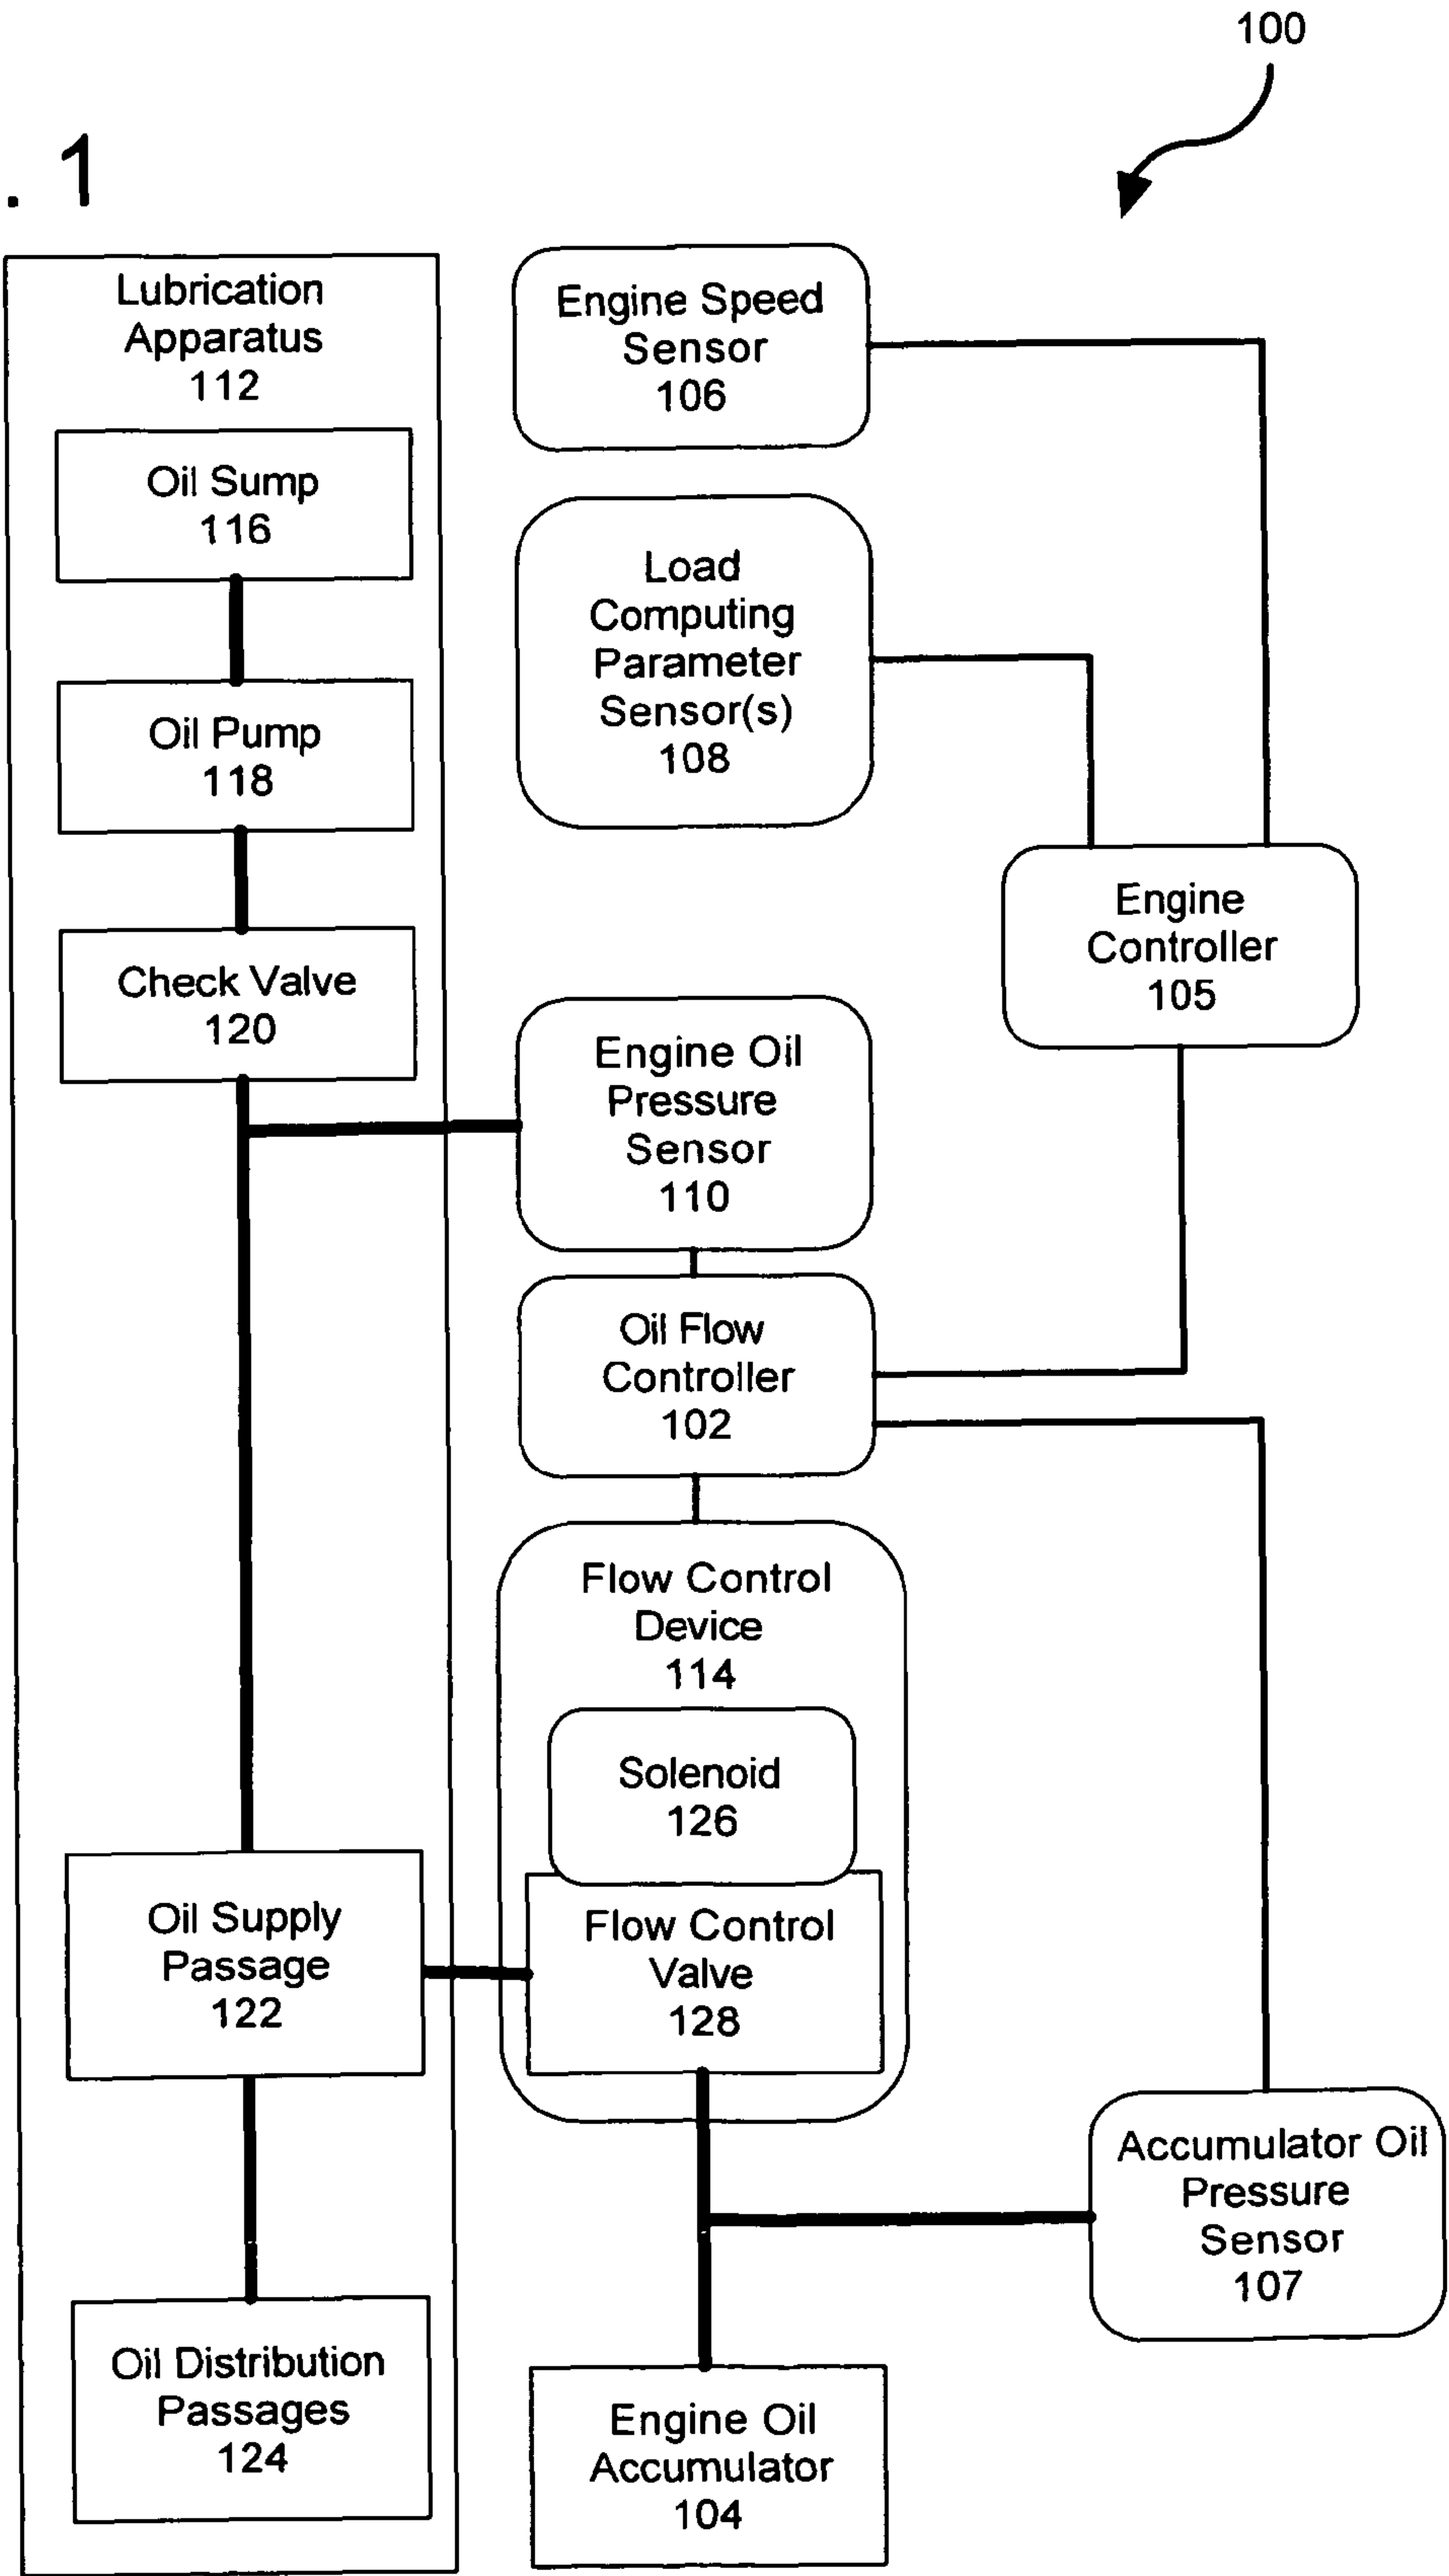 100
. 1
Lubrication
Apparatus
112
Oil Sump
116
Oil Pump
118
Check Valve
120
Oil Supply
Passage
122
Oil Distribution
Passages
124
Engine Speed
Sensor
106
Load
Computing
Parameter
Sensor(s)
108
Engine
Controller
105
Engine Oil
Pressure
Sensor
110
Oil Flow
Controller
102
Flow Control
Device
114
Solenoid
126
Flow Control
Valve
128
Accumulator Oil
Pressure
Sensor
107
Engine Oil
Accumulator
104